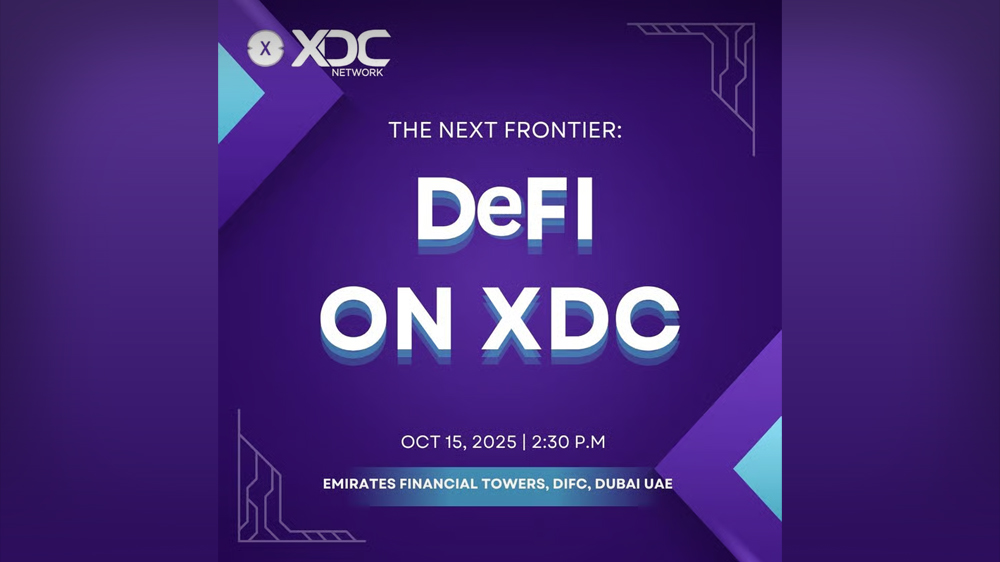 X XDC
NETWORK
THE NEXT FRONTIER:
DeFI
ON XDC
OCT 15, 2025 | 2:30 P.M
EMIRATES FINANCIAL TOWERS, DIFC, DUBAI UAE